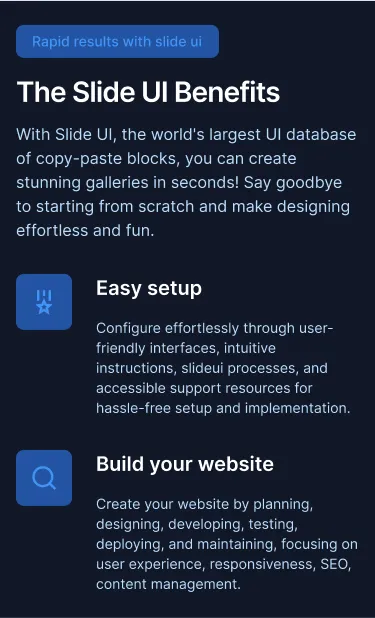 Rapid results with slide ui
The Slide UI Benefits
With Slide UI, the world's largest UI database
of copy-paste blocks, you can create
stunning galleries in seconds! Say goodbye
to starting from scratch and make designing
effortless and fun.
Easy setup
Configure effortlessly through user-
friendly interfaces, intuitive
instructions, slideui processes, and
accessible support resources for
hassle-free setup and implementation.
Build your website
Create your website by planning,
designing, developing, testing,
deploying, and maintaining, focusing on
user experience, responsiveness, SEO,
content management.